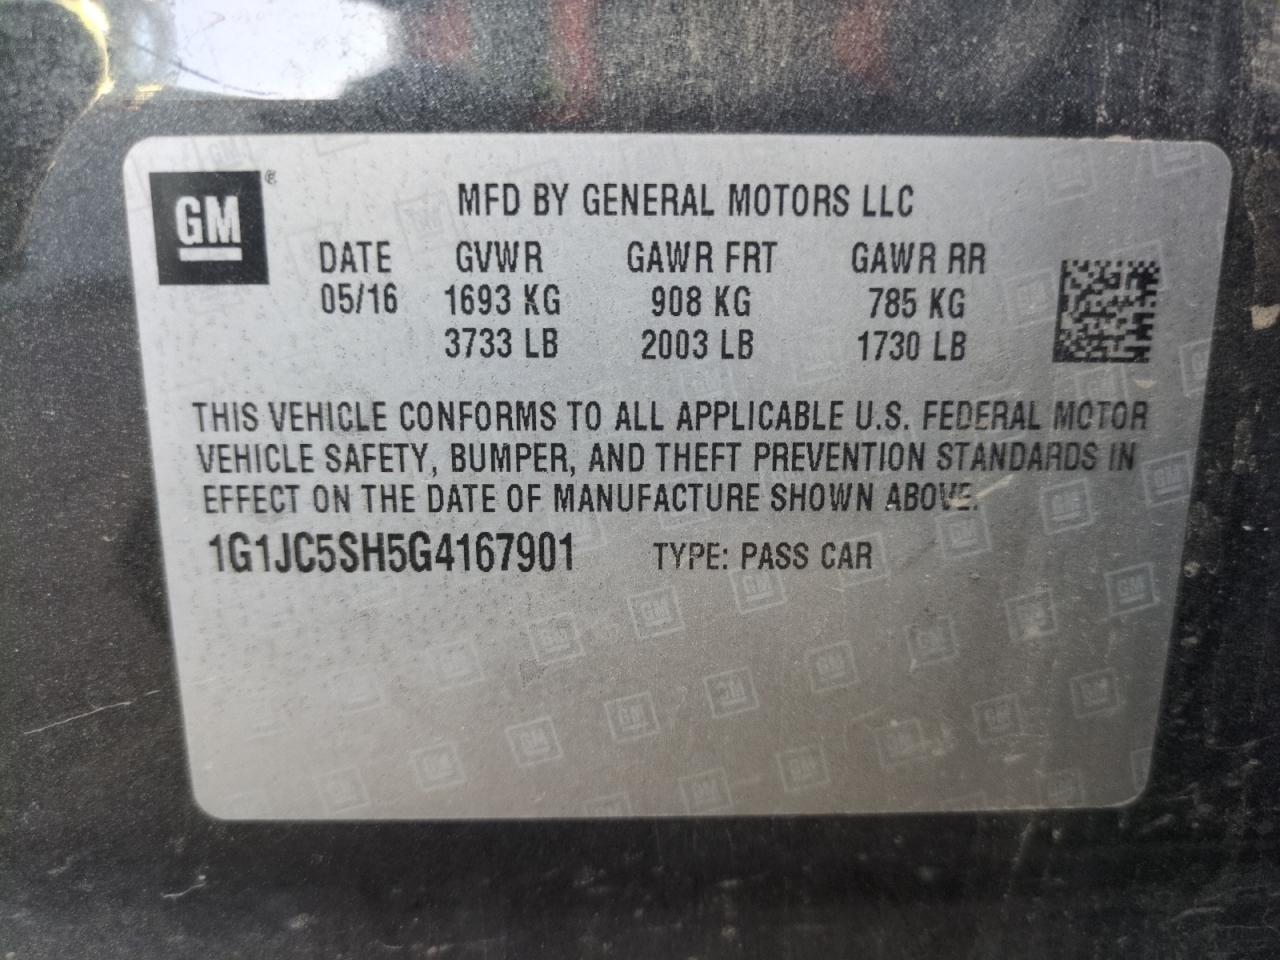 GM ®
MFD BY GENERAL MOTORS LLC
DATE GVWR GAWR FRT GAWR RR
05/16 1693 KG 908 KG 785 KG
3733 LB 2003 LB 1730 LB
THIS VEHICLE CONFORMS TO ALL APPLICABLE U.S. FEDERAL MOTOR
VEHICLE SAFETY, BUMPER, AND THEFT PREVENTION STANDARDS IN
EFFECT ON THE DATE OF MANUFACTURE SHOWN ABOVE.
1G1JC5SH5G4167901 TYPE: PASS CAR